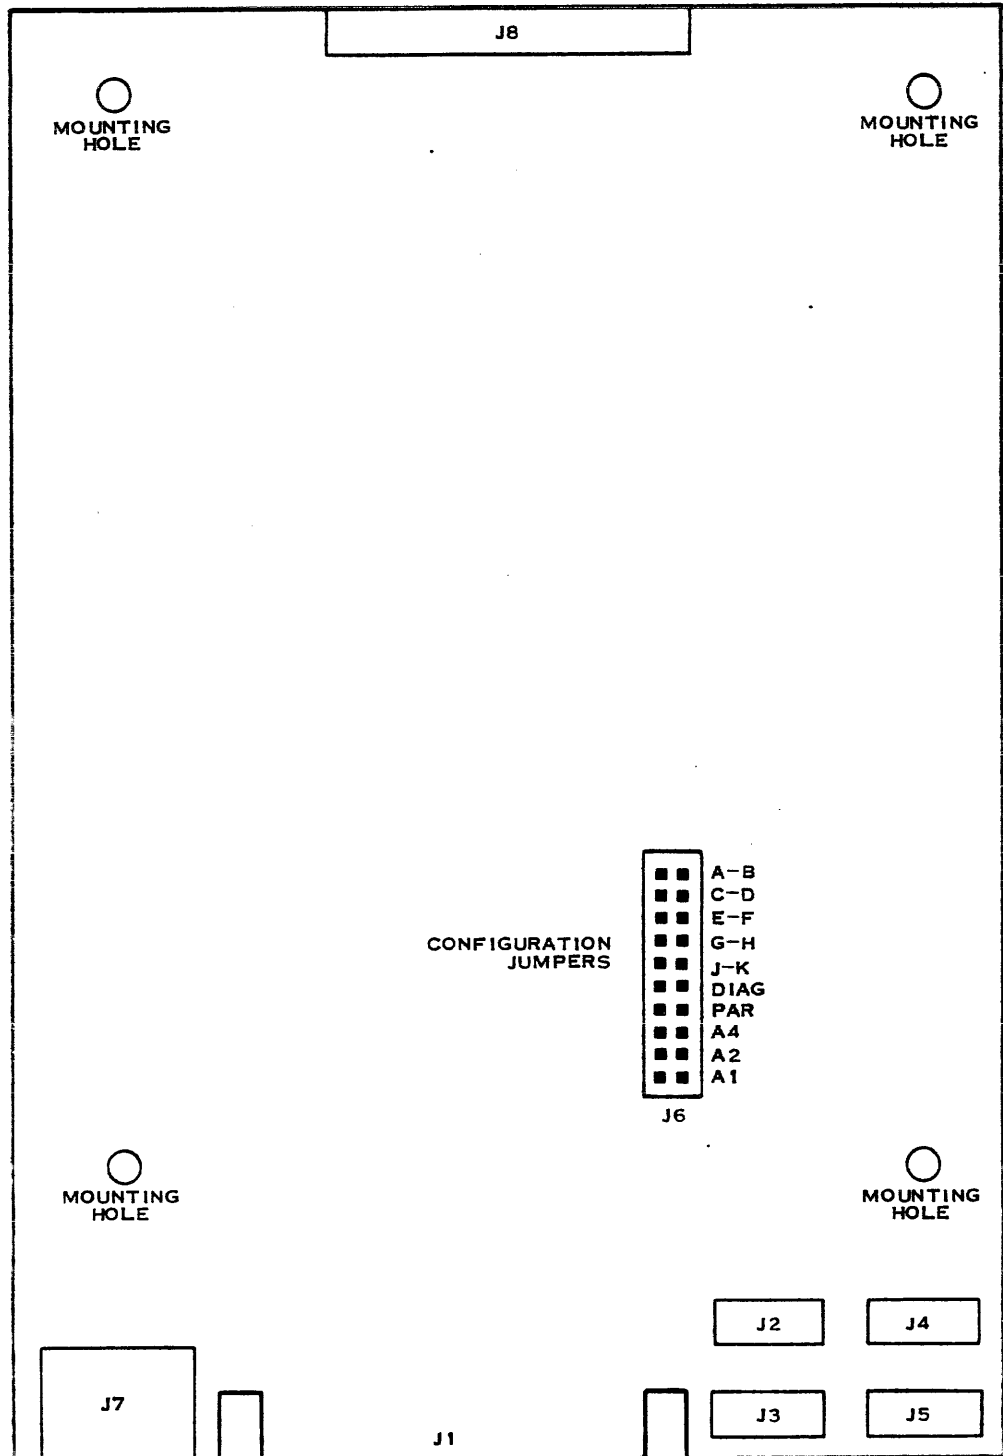 J8
MOUNTING
HOLE
MOUNTING
HOLE
A-B
C-D
E-F
CONFIGURATION
JUMPERS
G-H
J-K
DIAG
PAR
A4
A2
A1
J6
MOUNTING
HOLE
MOUNTING
HOLE
J2
J4
J7
J3
J5
J1